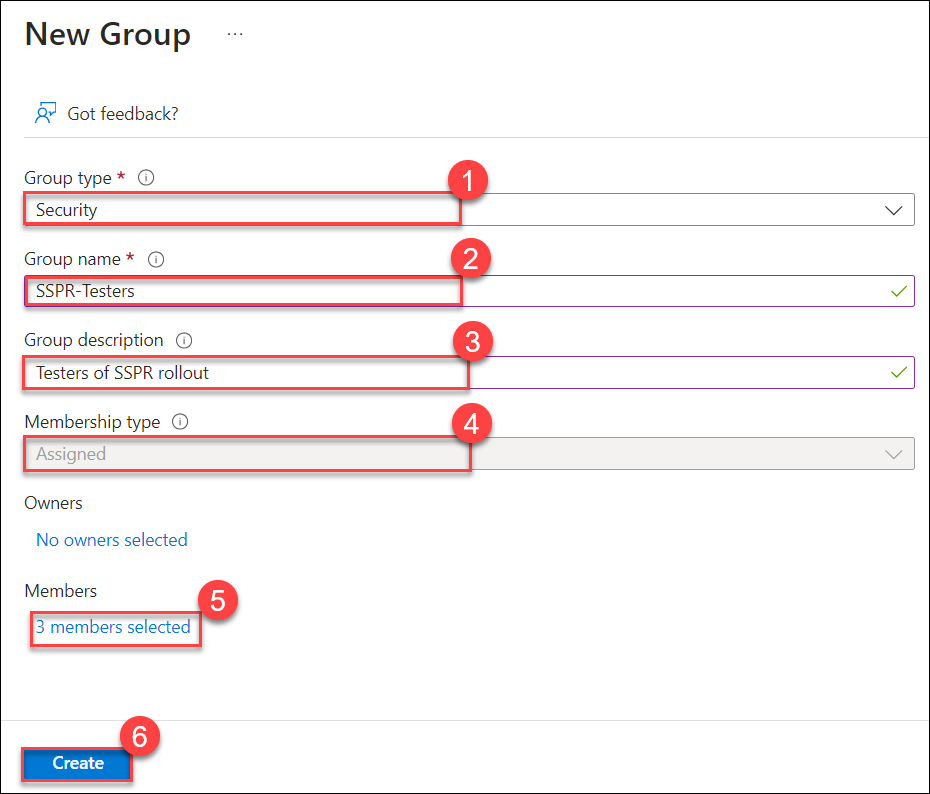 New Group ...
Got feedback?
Group type *
1
Security
Group name *
2
SSPR-Testers
Group description
3
Testers of SSPR rollout
Membership type
4
Assigned
Owners
No owners selected
Members
5
3 members selected
6
Create